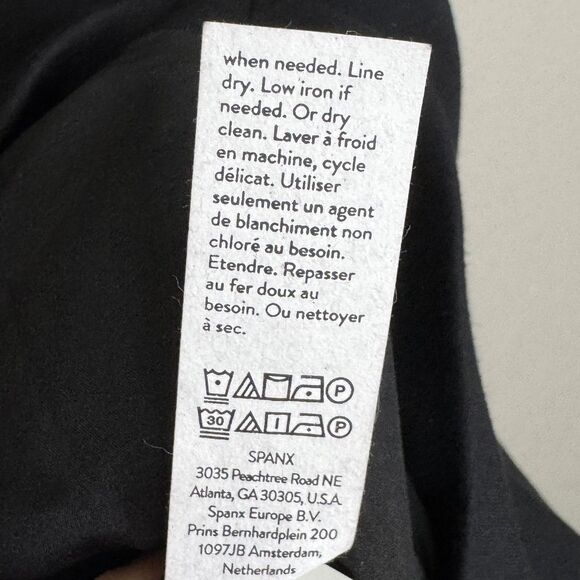 when needed. Line
dry. Low iron if
needed. Or dry
clean. Laver à froid
en machine, cycle
délicat. Utiliser
seulement un agent
de blanchiment non
chloré au besoin.
Etendre. Repasser
au fer doux au
besoin. Ou nettoyer
à sec.
P
30 P
SPANX
3035 Peachtree Road NE
Atlanta, GA 30305, U.S.A.
Spanx Europe B.V.
Prins Bernhardplein 200
1097JB Amsterdam,
Netherlands